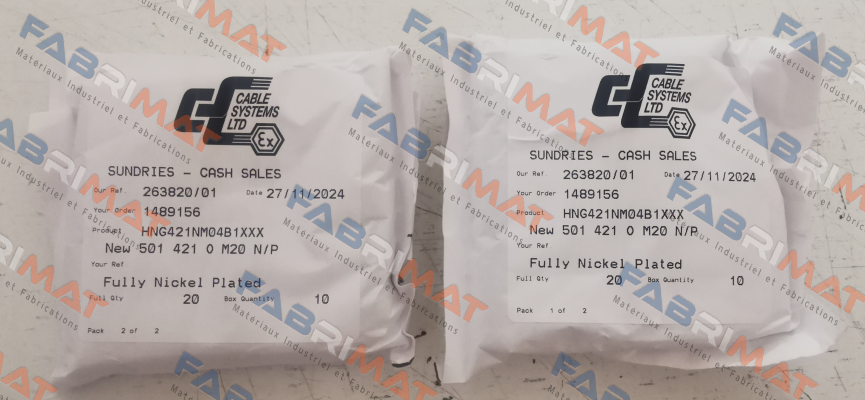 CABLE
SYSTEMS
LTD
Ex
SUNDRIES - CASH SALES
Our Ref. 263820/01 Date 27/11/2024
Your Order 1489156
Product HNG421NM04B1XXX
New 501 421 O M20 N/P
Your Ref
Fully Nickel Plated
Full Qty 20 Box Quantity 10
Pack 2 of 2
CABLE
SYSTEMS
LTD
Ex
SUNDRIES - CASH SALES
Our Ref. 263820/01 Date 27/11/2024
Your Order 1489156
Product HNG421NM04B1XXX
New 501 421 O M20 N/P
Your Ref
Fully Nickel Plated
Full Qty 20 Box Quantity 10
Pack 1 of 2
FABRIMAT
Matériaux Industriel et Fabrications